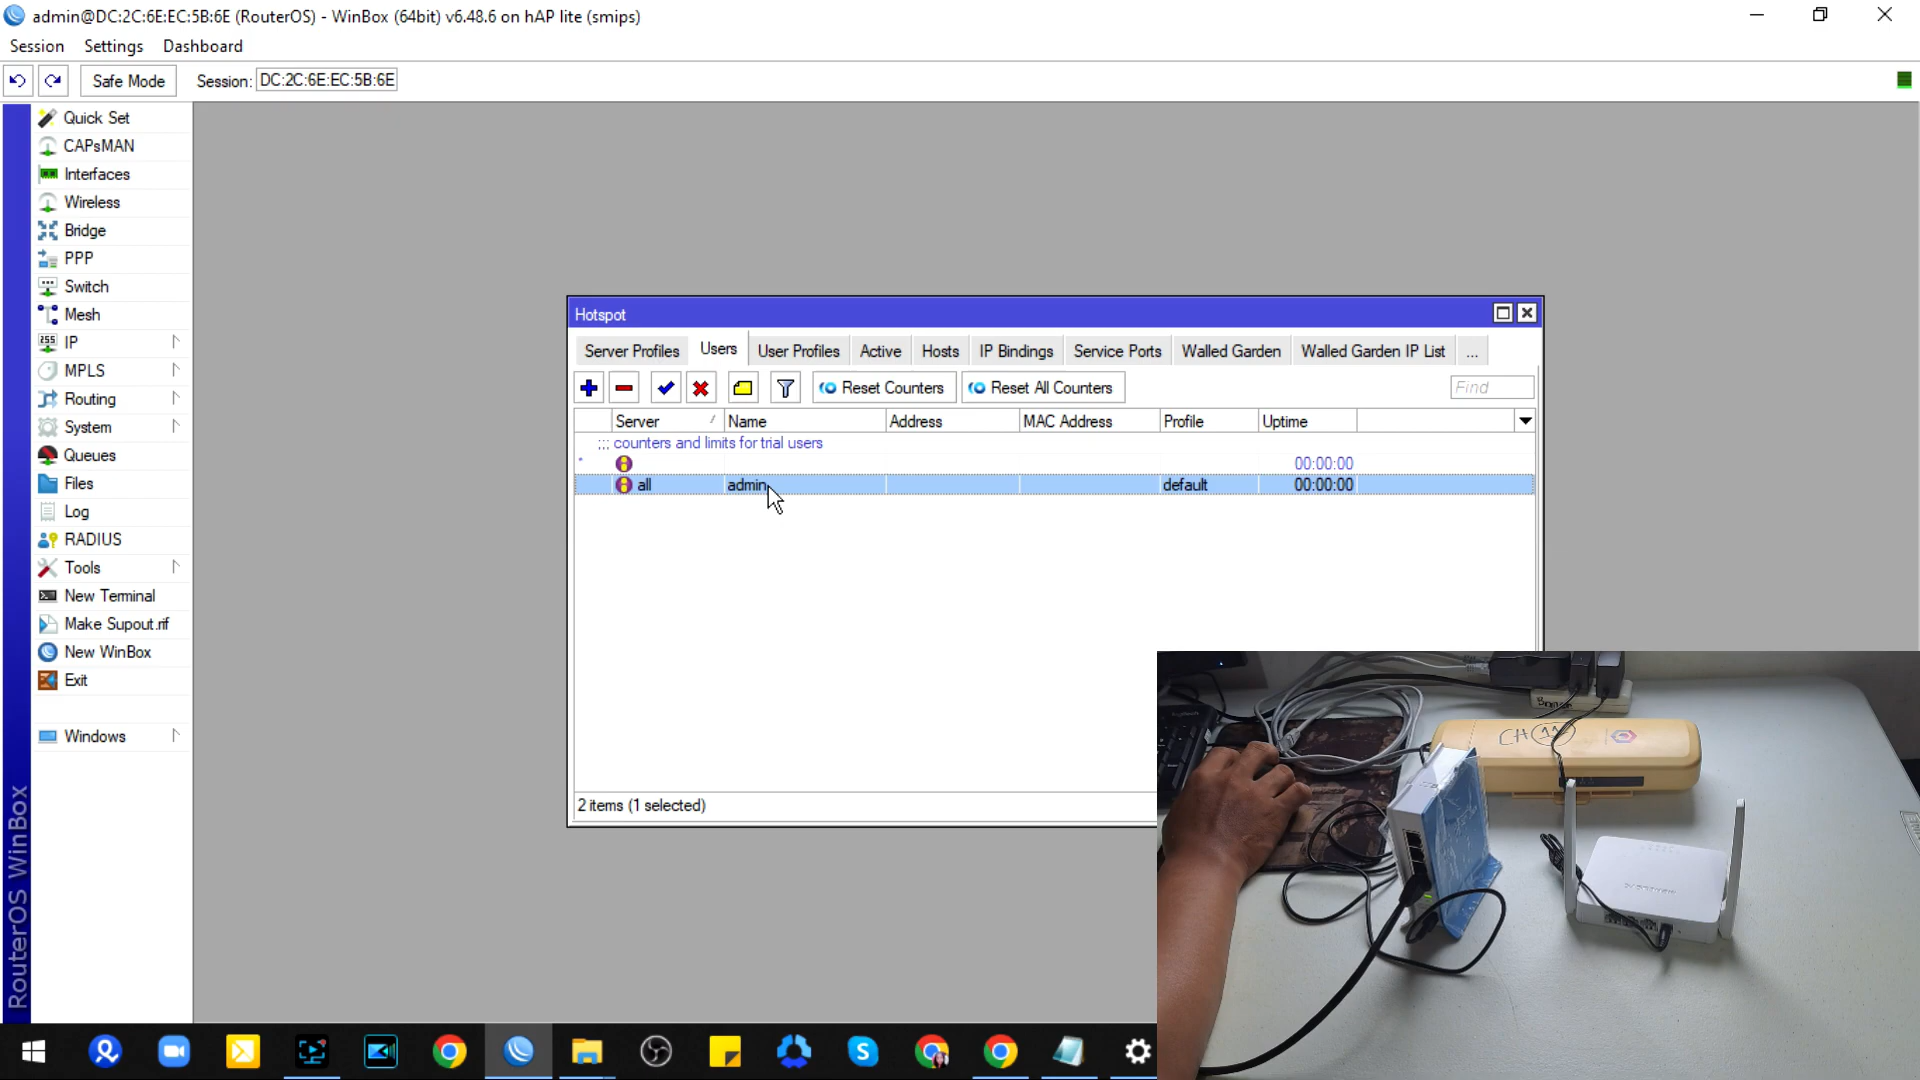 admin@DC:2C:6E:EC:5B:6E (RouterOS) - WinBox (64bit) v6.48.6 on hAP lite (smips)
Session Settings Dashboard
Safe Mode Session: DC:2C:6E:EC:5B:6E
Quick Set
CAPsMAN
Interfaces
Wireless
Bridge
PPP
Switch
Mesh
IP
MPLS
Routing
System
Queues
Files
Log
RADIUS
Tools
New Terminal
Make Supout.rif
New WinBox
Exit
Windows
RouterOS WinBox
Hotspot
Server Profiles Users User Profiles Active Hosts IP Bindings Service Ports Walled Garden Walled Garden IP List ...
Reset Counters Reset All Counters Find
Server Name Address MAC Address Profile Uptime
;;; counters and limits for trial users
* 00:00:00
all admin default 00:00:00
2 items (1 selected)
CH 11